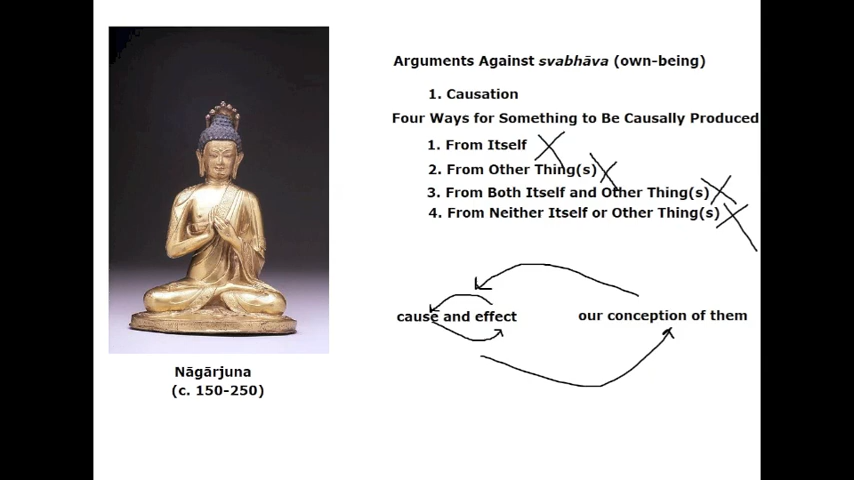 Arguments Against svabhāva (own-being)
1. Causation
Four Ways for Something to Be Causally Produced
1. From Itself
2. From Other Thing(s)
3. From Both Itself and Other Thing(s)
4. From Neither Itself or Other Thing(s)
cause and effect
our conception of them
Nāgārjuna
(c. 150-250)